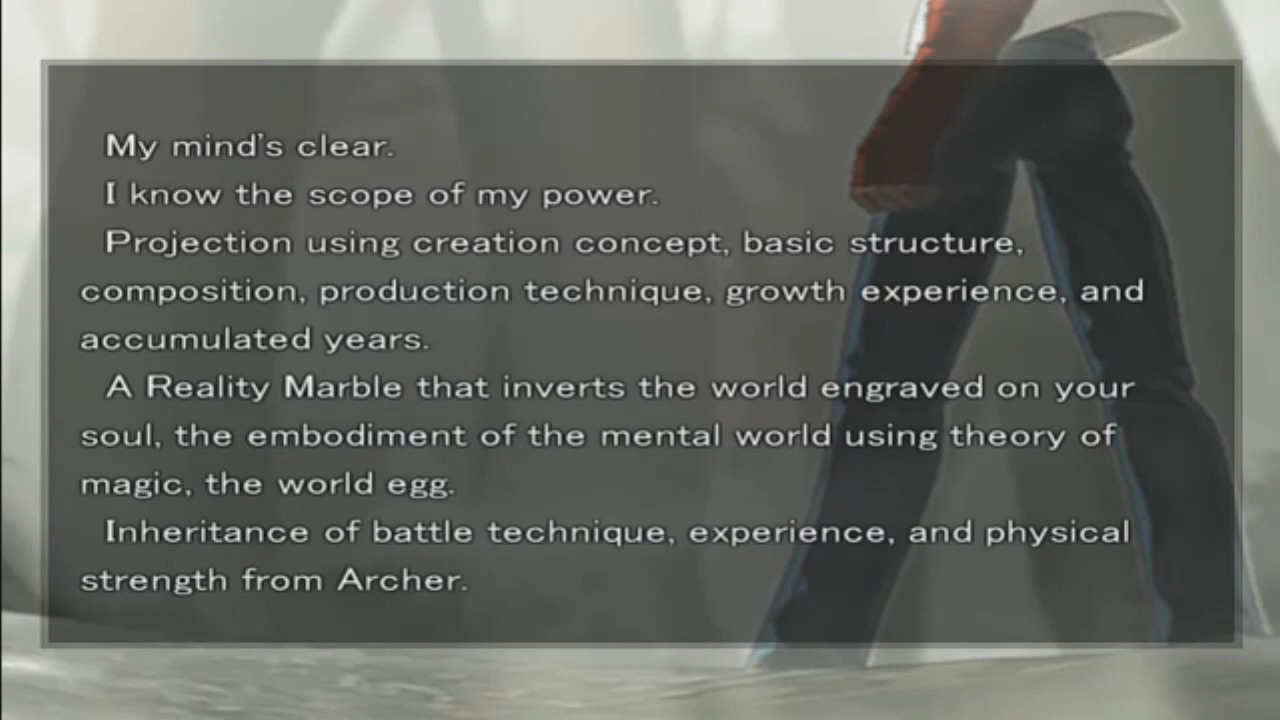 My mind's clear.
I know the scope of my power.
Projection using creation concept, basic structure,
composition, production technique, growth experience, and
accumulated years.
A Reality Marble that inverts the world engraved on your
soul, the embodiment of the mental world using theory of
magic, the world egg.
Inheritance of battle technique, experience, and physical
strength from Archer.